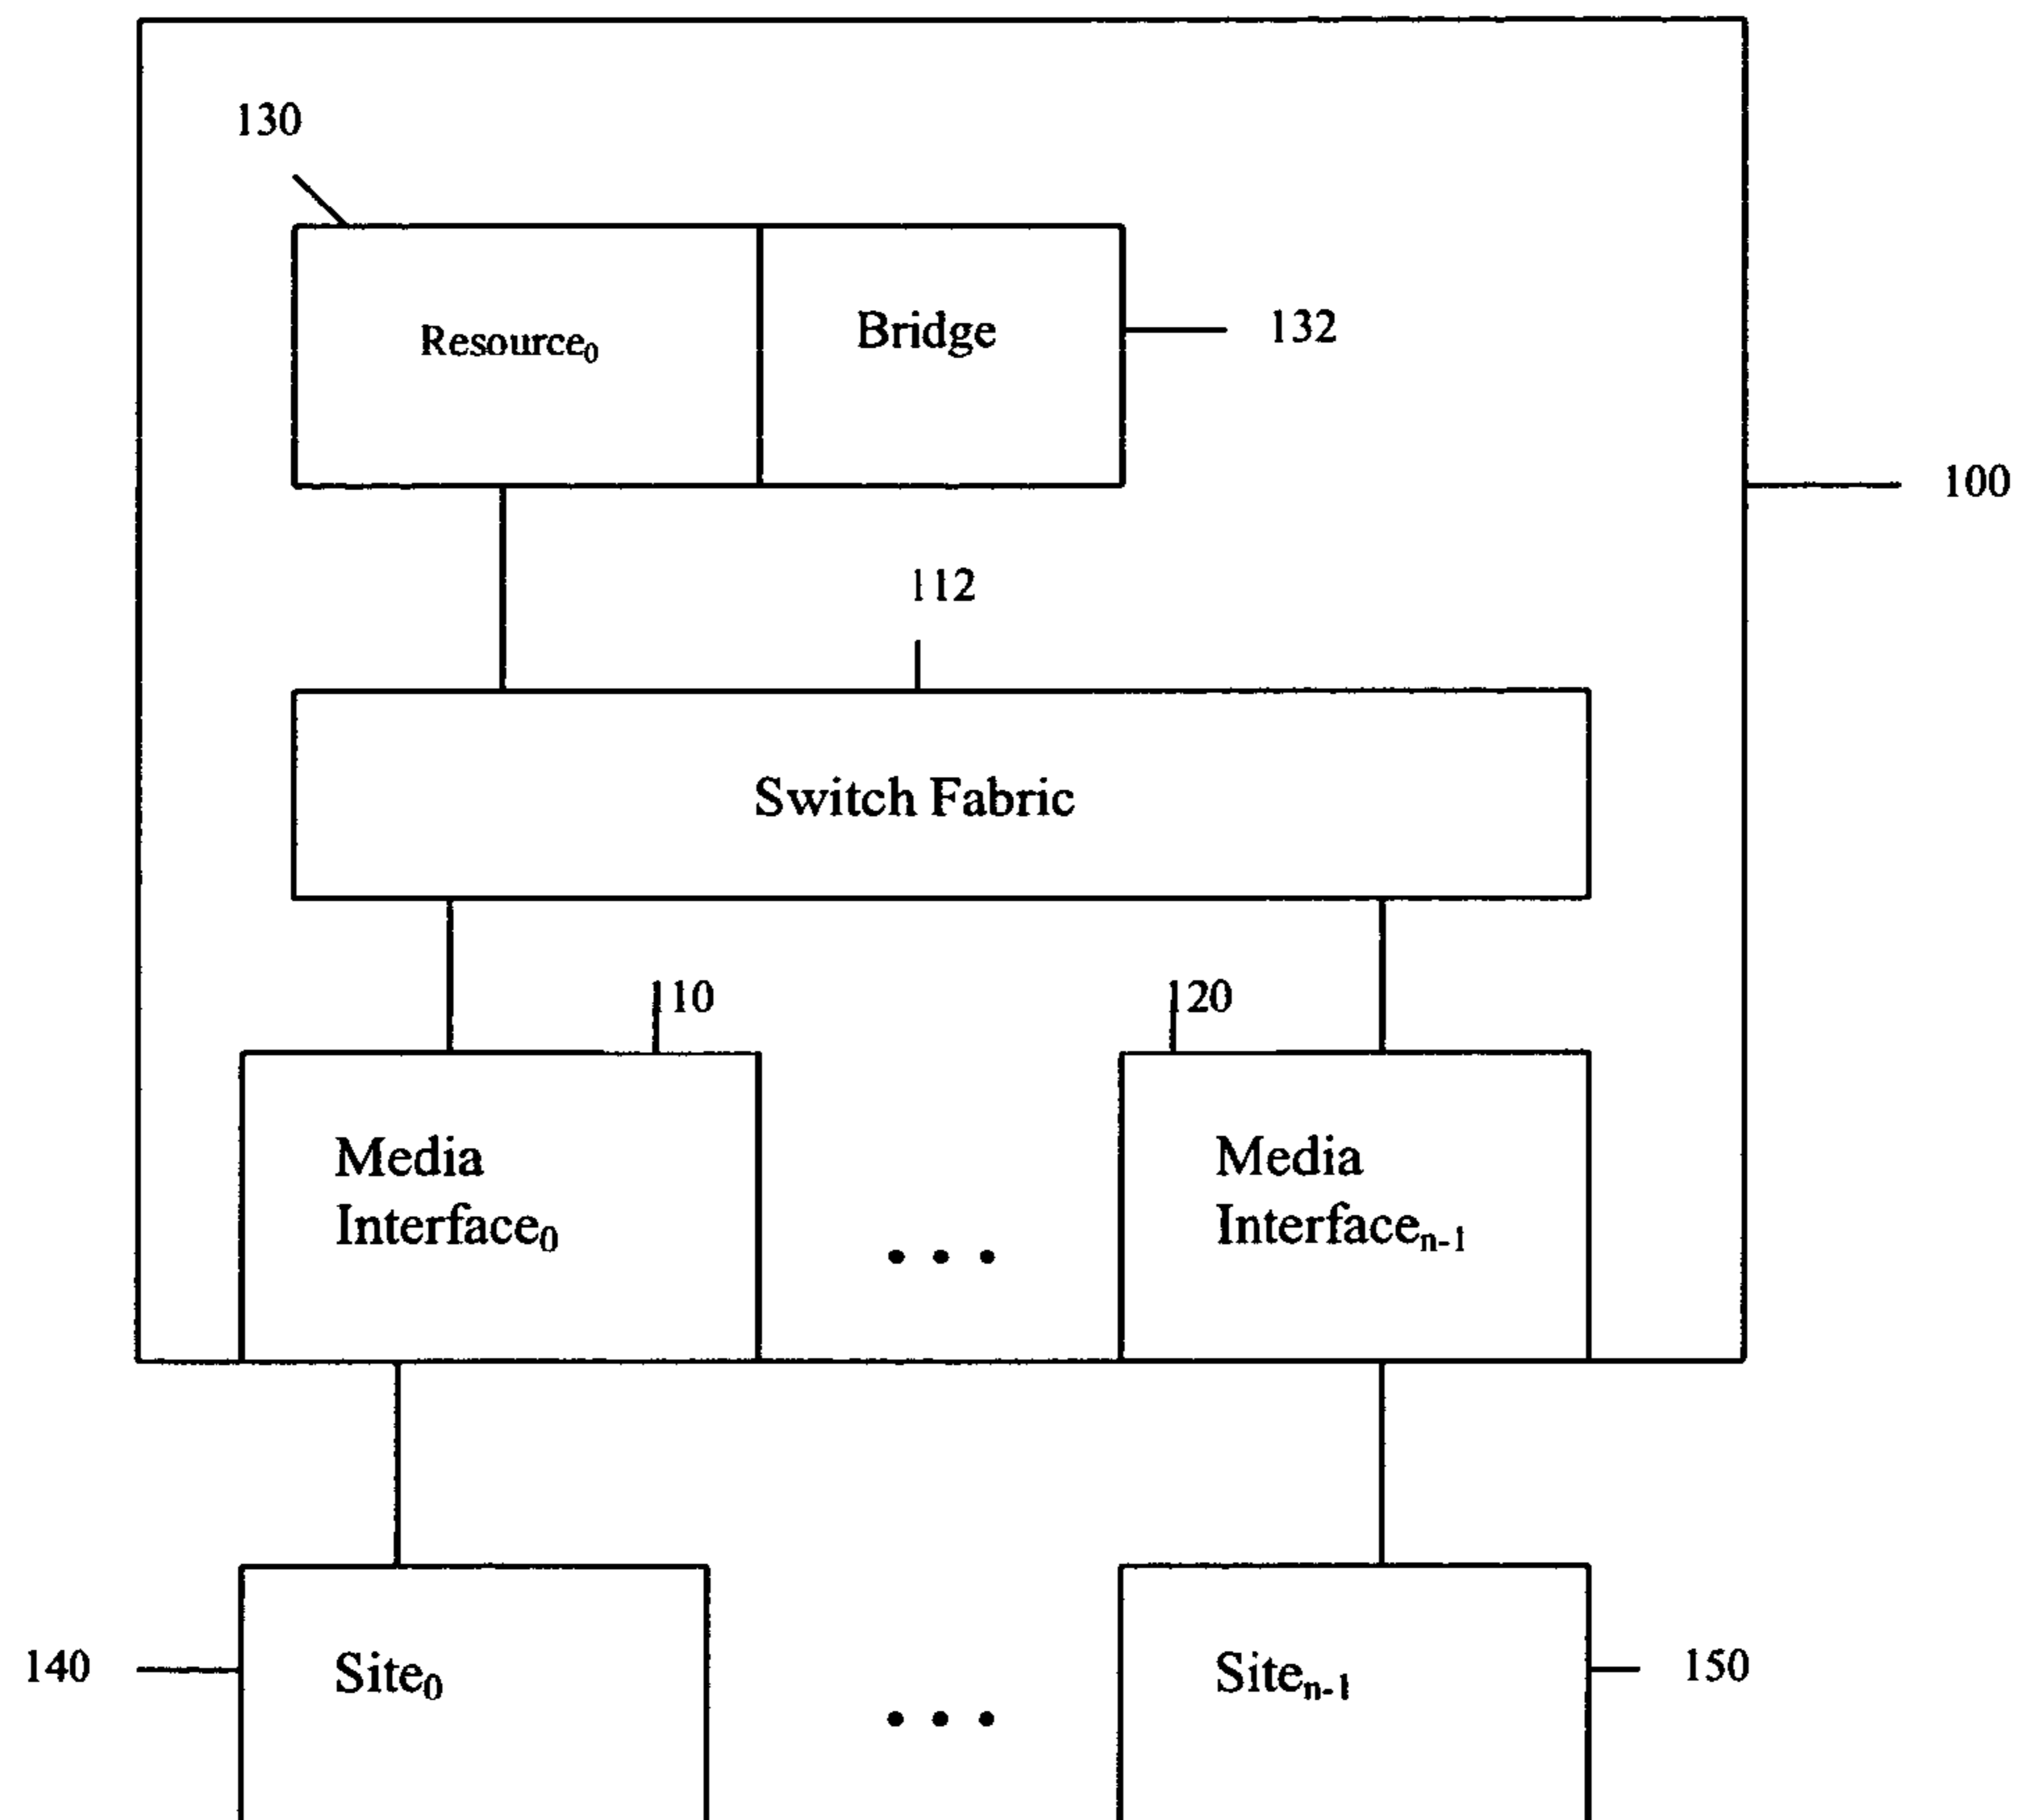 130
Resource0
Bridge
132
100
112
Switch Fabric
110
120
Media
Interface0
Media
Interfacen-1
140
Site0
Siten-1
150